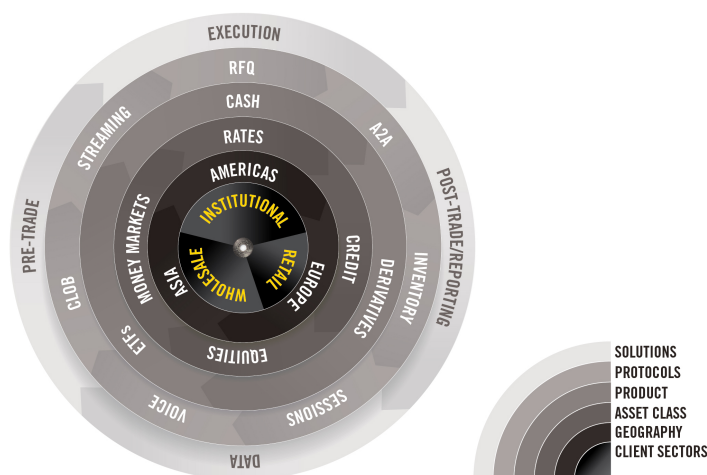 EXECUTION
RFQ
CASH
RATES
AMERICAS
INSTITUTIONAL
RETAIL
WHOLESALE
EUROPE
ASIA
CREDIT
EQUITIES
MONEY MARKETS
DERIVATIVES
ETFs
A2A
INVENTORY
SESSIONS
VOICE
CLOB
STREAMING
POST-TRADE/REPORTING
DATA
PRE-TRADE
SOLUTIONS
PROTOCOLS
PRODUCT
ASSET CLASS
GEOGRAPHY
CLIENT SECTORS